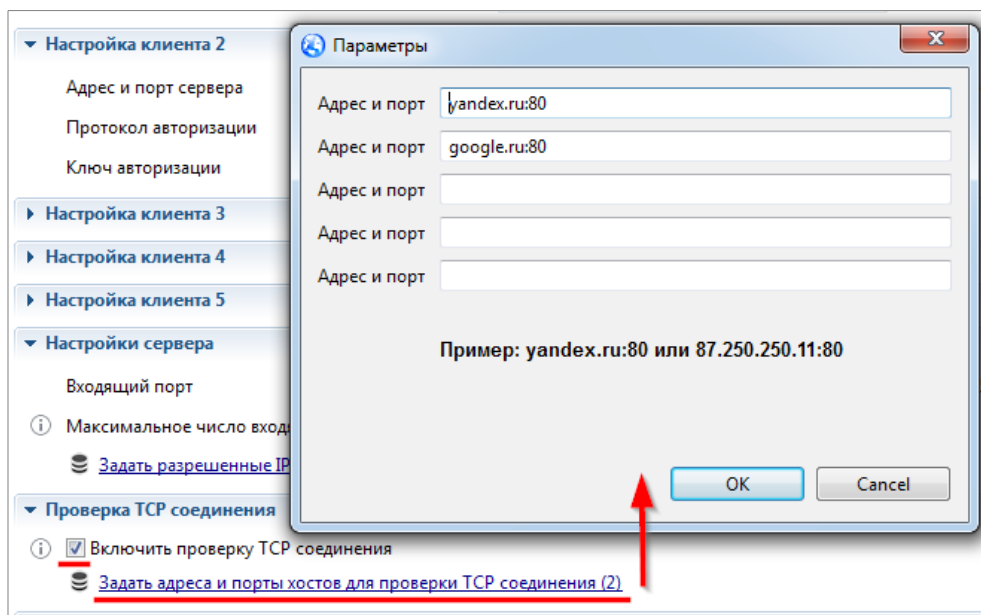 Настройка клиента 2
Адрес и порт сервера
Протокол авторизации
Ключ авторизации
Настройка клиента 3
Настройка клиента 4
Настройка клиента 5
Настройки сервера
Входящий порт
Максимальное число
Задать разрешенные IP
Проверка TCP соединения
Включить проверку TCP соединения
Задать адреса и порты хостов для проверки TCP соединения (2)
Параметры
Адрес и порт yandex.ru:80
Адрес и порт google.ru:80
Адрес и порт
Адрес и порт
Адрес и порт
Пример: yandex.ru:80 или 87.250.250.11:80
OK Cancel